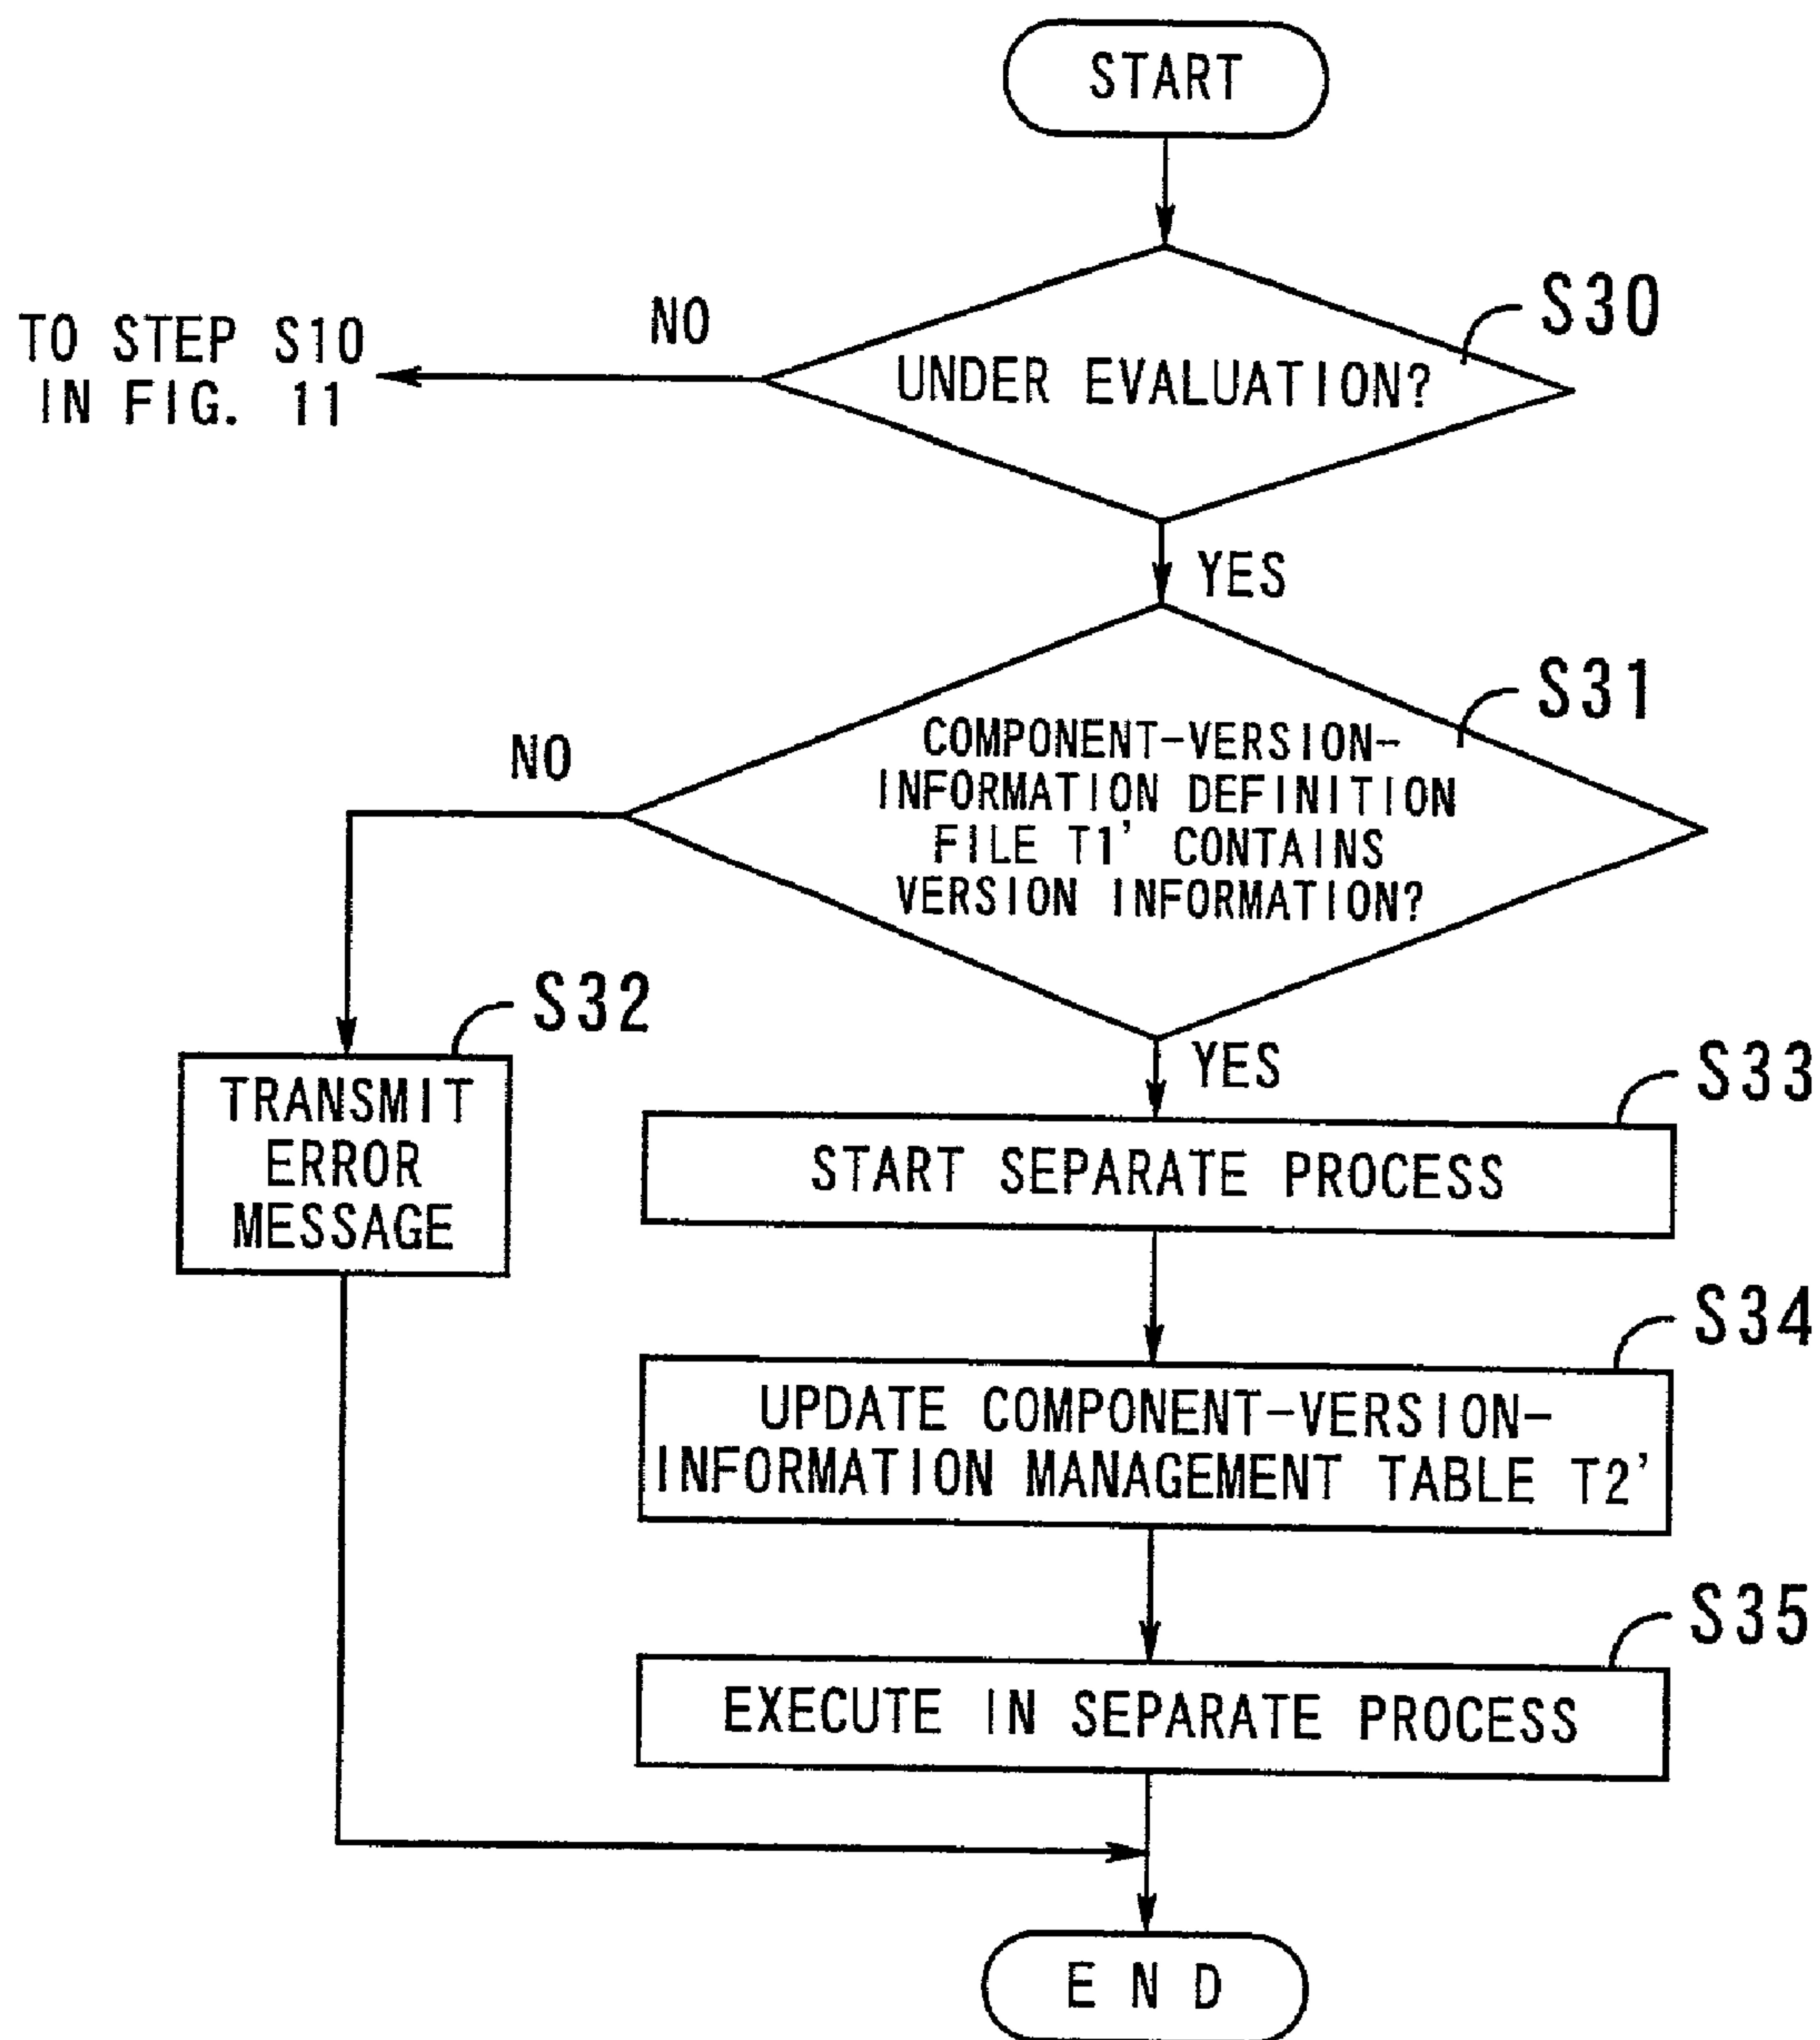 START
S30
UNDER EVALUATION?
NO
TO STEP S10
IN FIG. 11
YES
S31
COMPONENT-VERSION-
INFORMATION DEFINITION
FILE T1' CONTAINS
VERSION INFORMATION?
NO
S32
TRANSMIT
ERROR
MESSAGE
YES
S33
START SEPARATE PROCESS
S34
UPDATE COMPONENT-VERSION-
INFORMATION MANAGEMENT TABLE T2'
S35
EXECUTE IN SEPARATE PROCESS
END